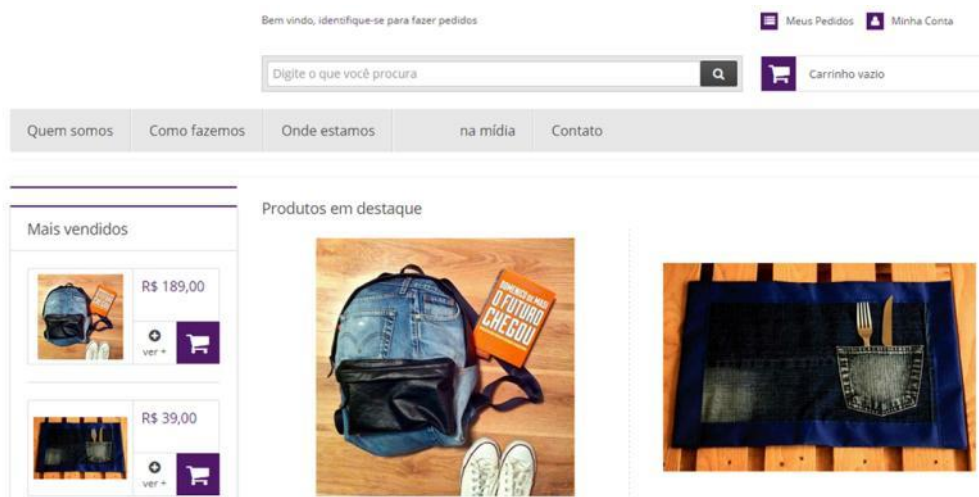 Bem vindo, identifique-se para fazer pedidos
Meus Pedidos
Minha Conta
Digite o que você procura
Carrinho vazio
Quem somos
Como fazemos
Onde estamos
na mídia
Contato
Mais vendidos
R$ 189,00
ver +
R$ 39,00
ver +
Produtos em destaque
DOMENICO DE MASI
O FUTURO
CHEGOU